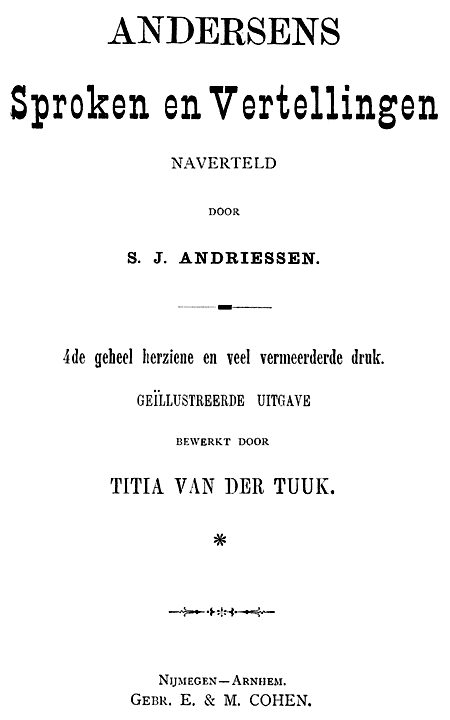 ANDERSENS
Sproken en Vertellingen
NAVERTELD
DOOR
S. J. ANDRIESSEN.
4de geheel herziene en veel vermeerderde druk.
GEÏLLUSTREERDE UITGAVE
BEWERKT DOOR
TITIA VAN DER TUUK.
*
NIJMEGEN—ARNHEM.
GEBR. E. & M. COHEN.